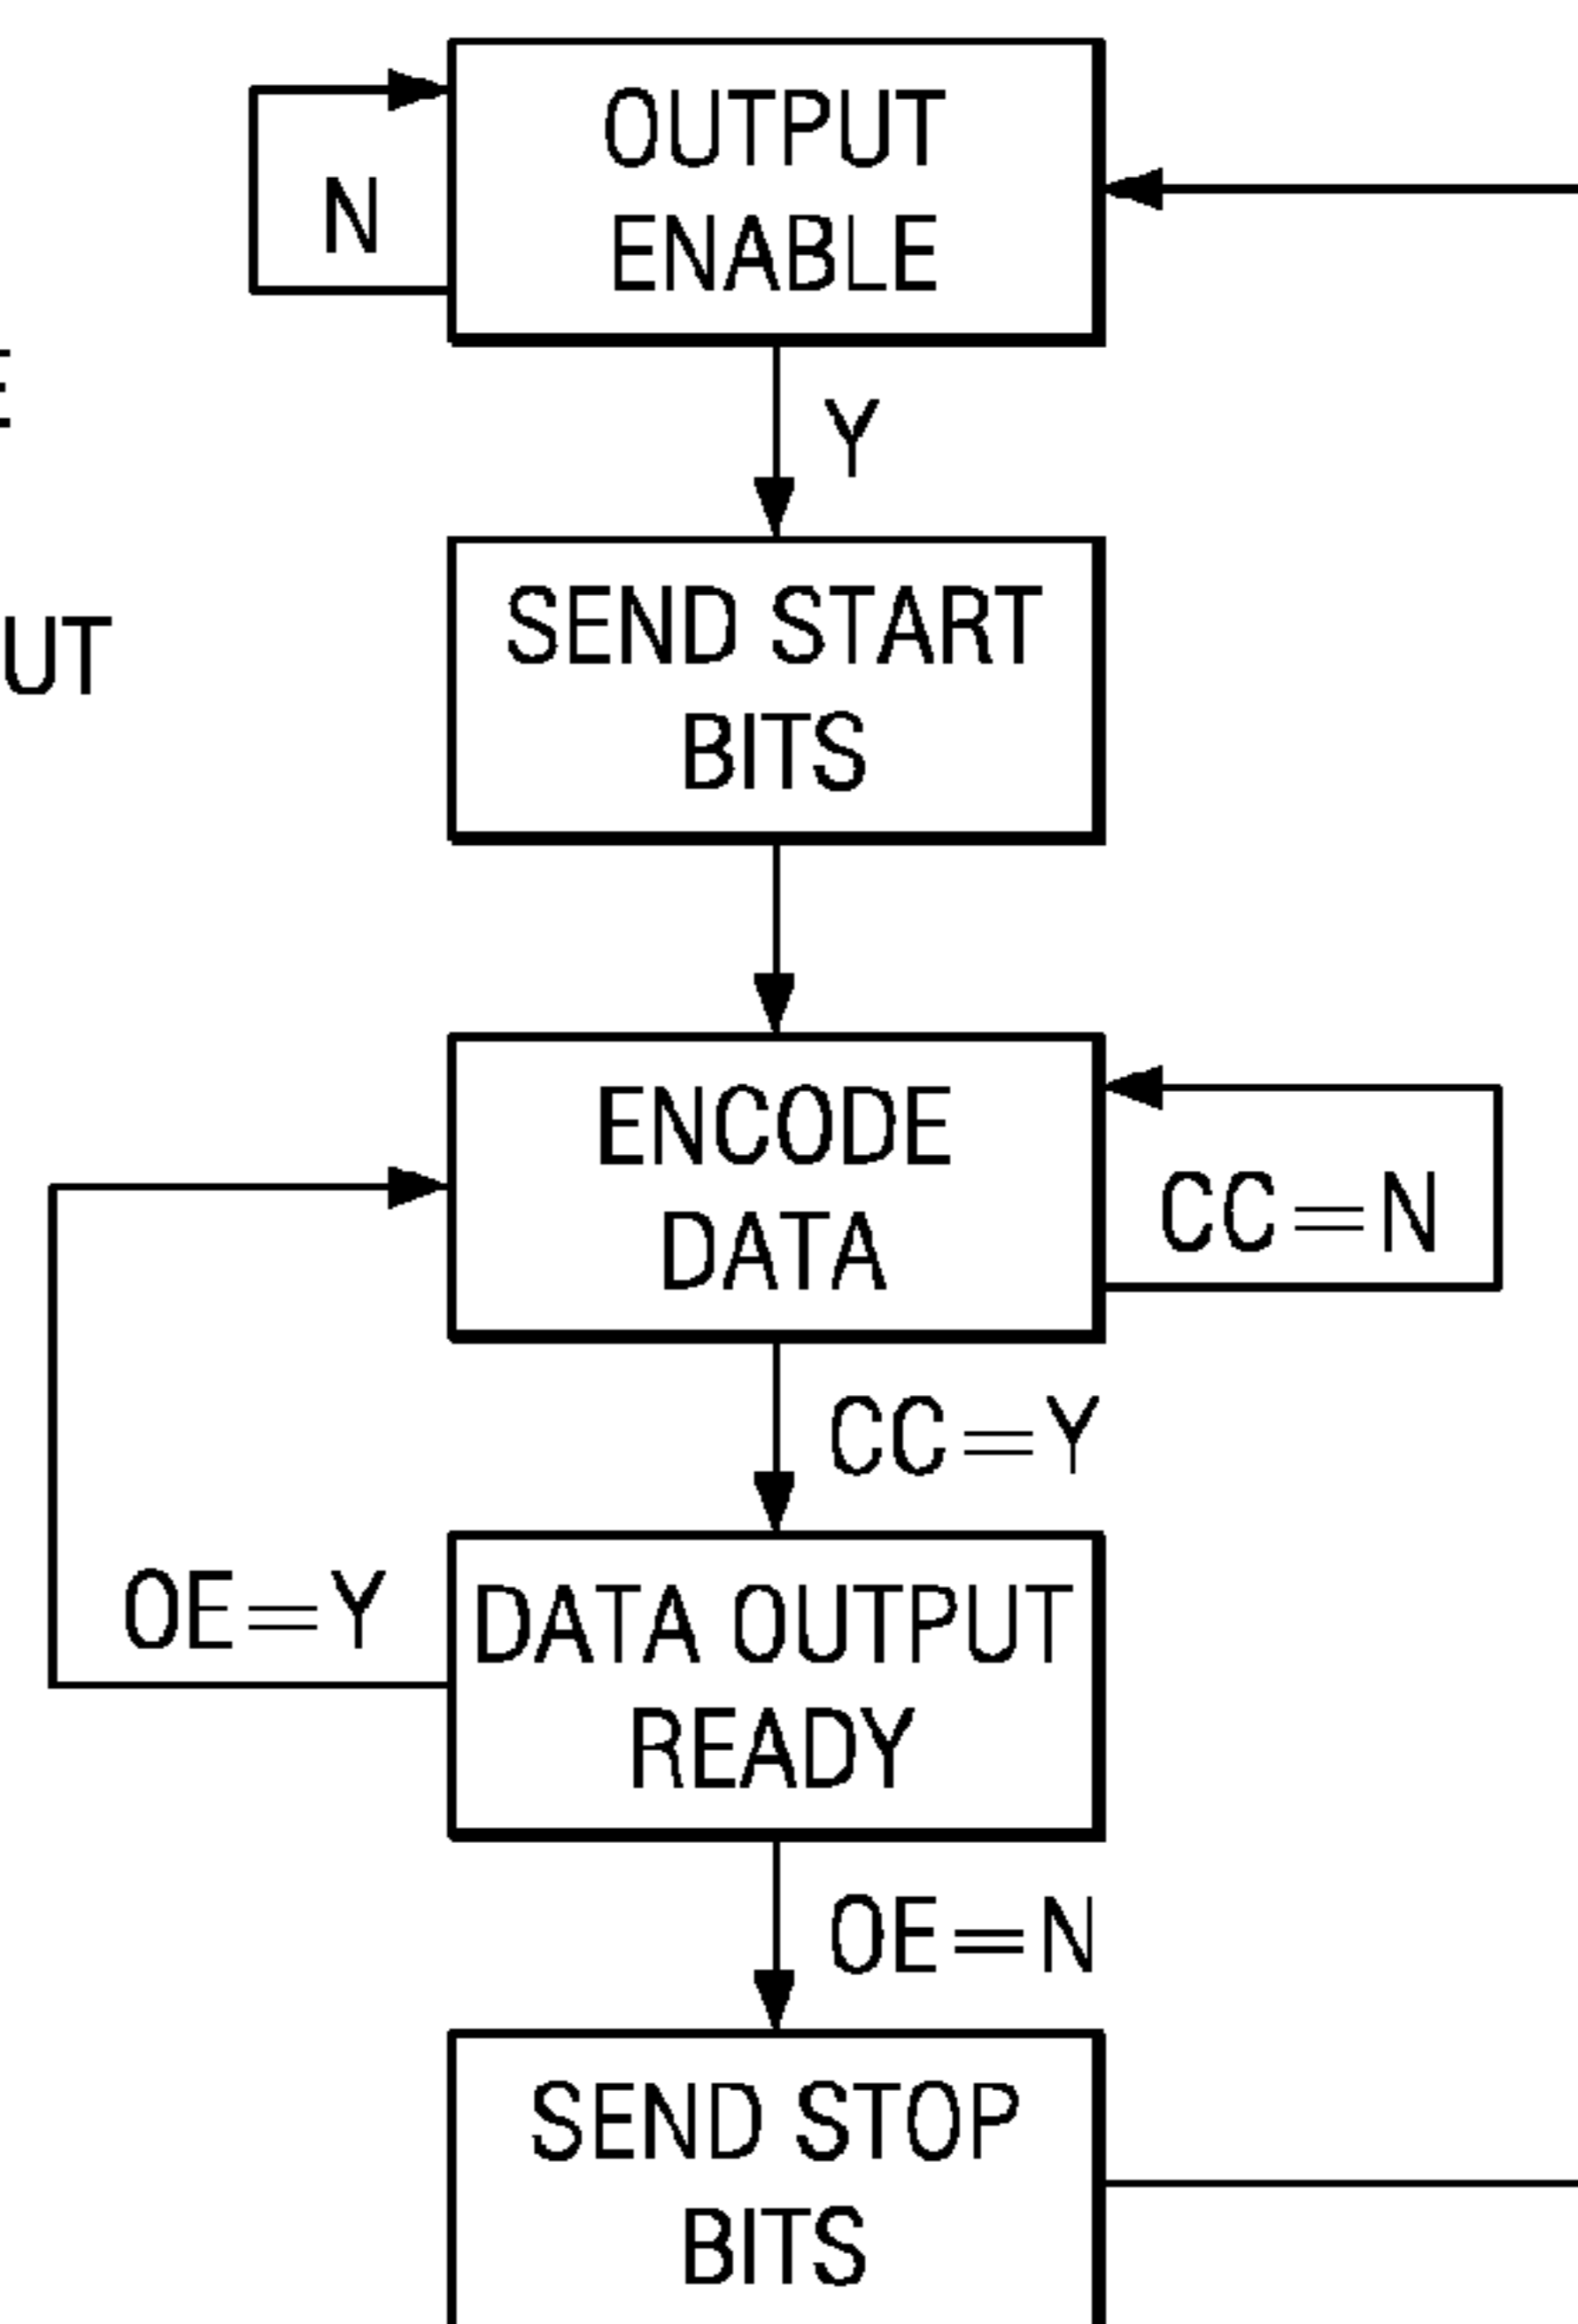 OUTPUT
ENABLE
N
Y
SEND START
BITS
UT
ENCODE
DATA
CC=N
CC=Y
OE=Y
DATA OUTPUT
READY
OE=N
SEND STOP
BITS